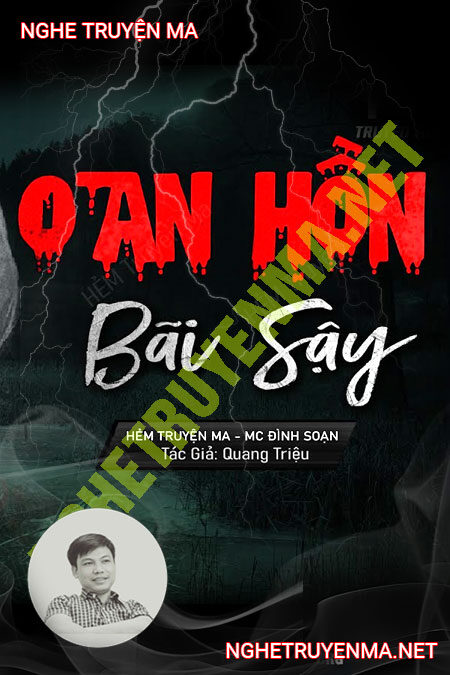 NGHE TRUYỆN MA
OAN HỒN
Bãi Sậy
NGHETRUYENMA.NET
HẺM TRUYỆN MA - MC ĐÌNH SOẠN
Tác Giả: Quang Triệu
NGHETRUYENMA.NET